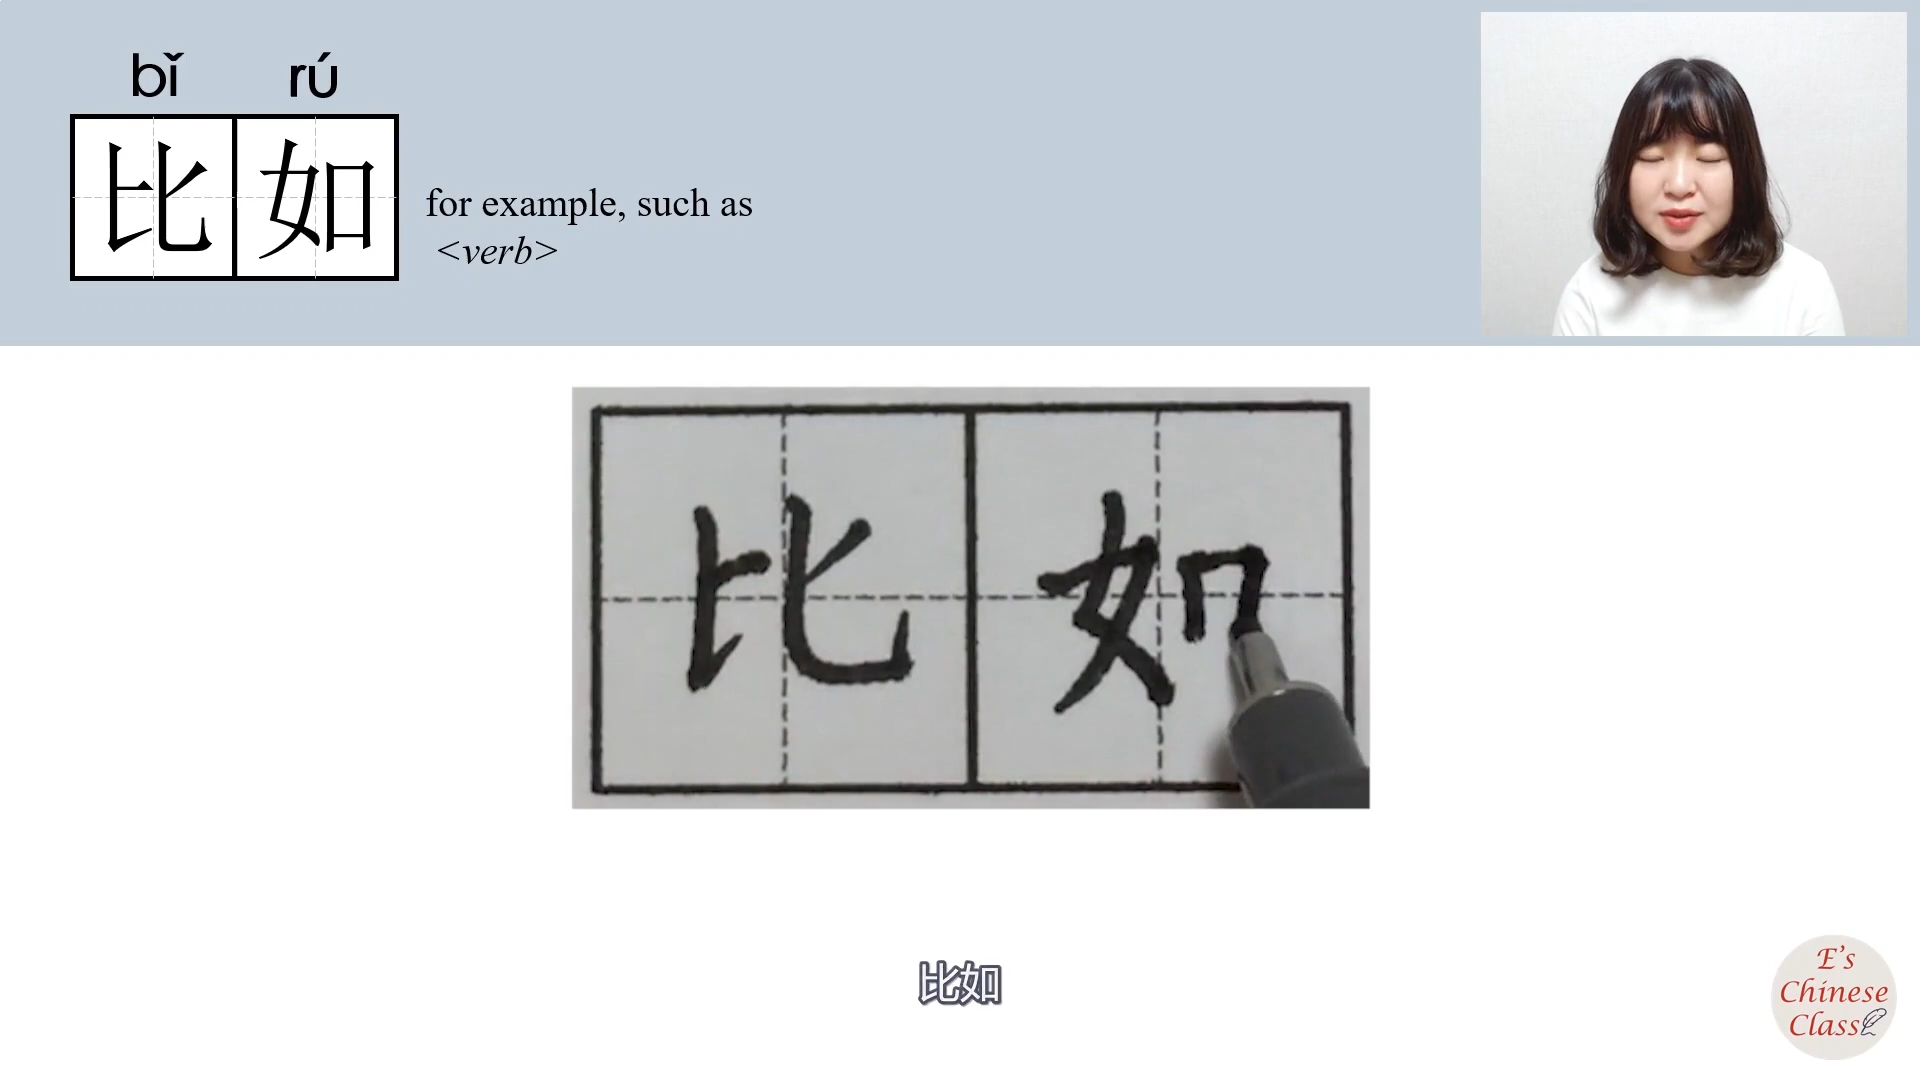 bǐ rú
比如
for example, such as
<verb>
比如
比如
E's
Chinese
Class